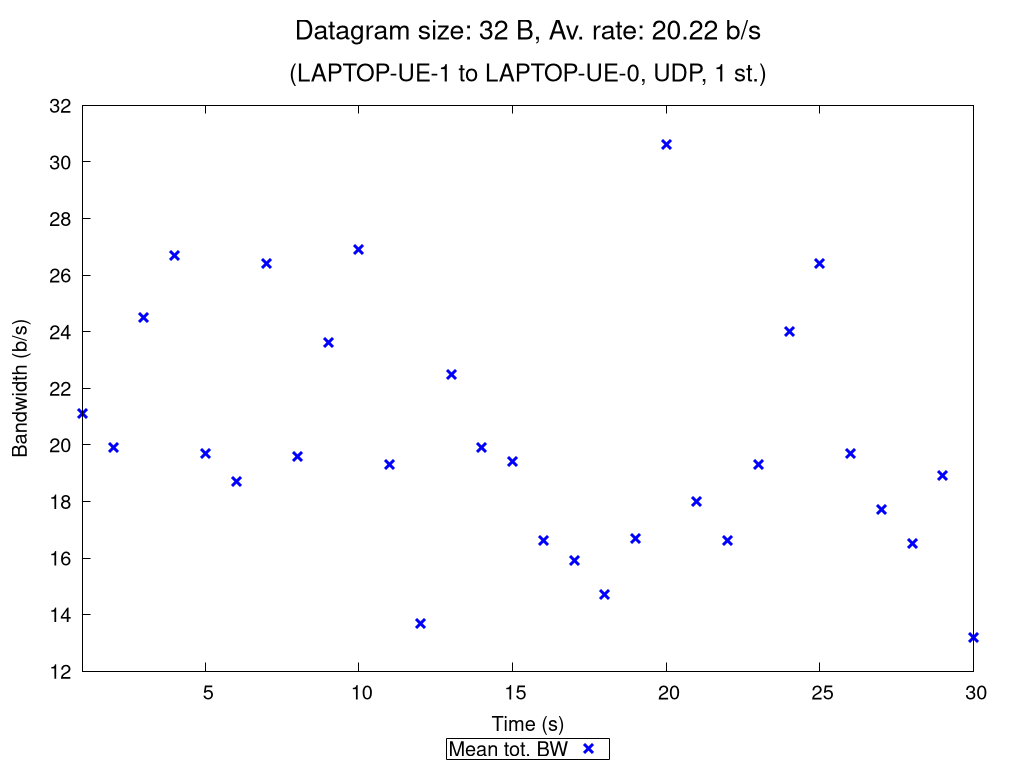 Datagram size: 32 B, Av. rate: 20.22 b/s
(LAPTOP-UE-1 to LAPTOP-UE-0, UDP, 1 st.)
32
30
28
26
24
22
20
18
16
14
12
Bandwidth (b/s)
5 10 15 20 25 30
Time (s)
Mean tot. BW